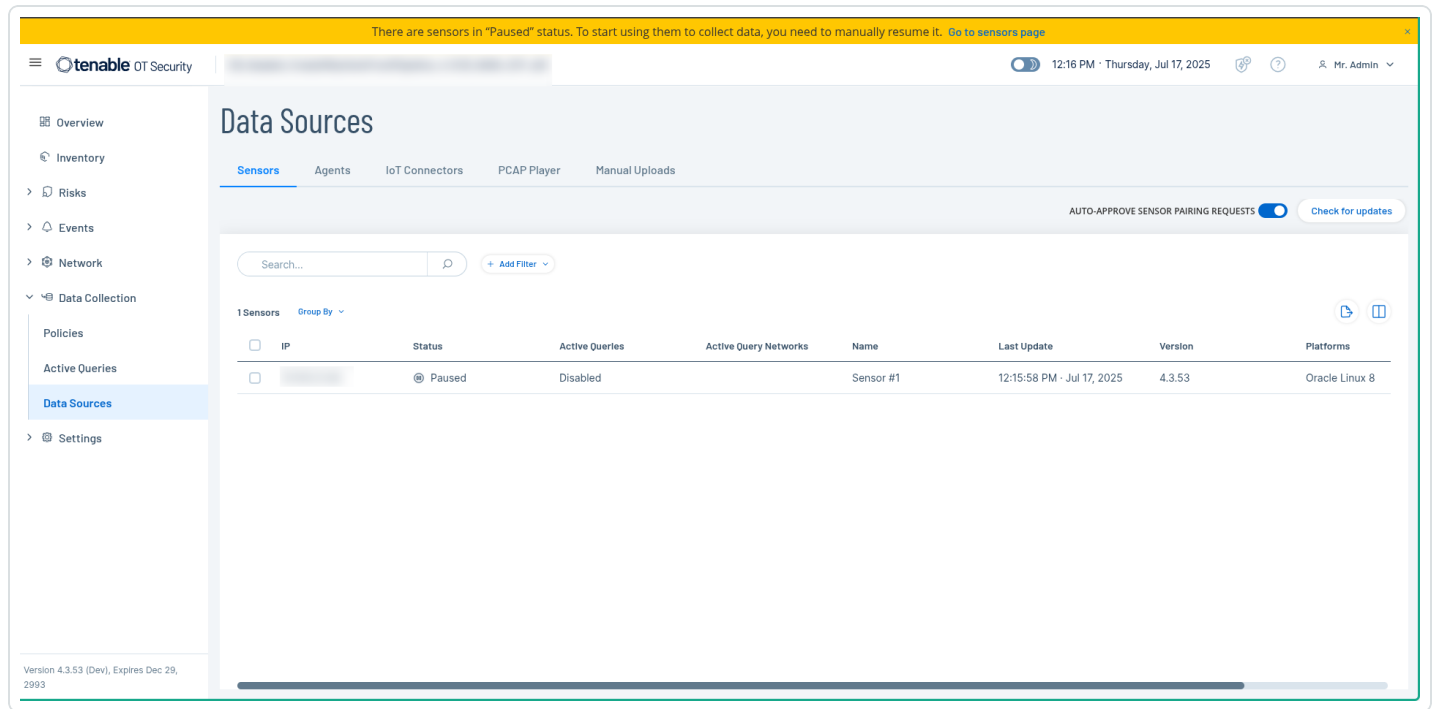 There are sensors in "Paused" status. To start using them to collect data, you need to manually resume it. Go to sensors page
tenable OT Security
12:16 PM · Thursday, Jul 17, 2025
Mr. Admin
Overview
Inventory
Risks
Events
Network
Data Collection
Policies
Active Queries
Data Sources
Settings
Version 4.3.53 (Dev), Expires Dec 29,
2993
Data Sources
Sensors Agents IoT Connectors PCAP Player Manual Uploads
AUTO-APPROVE SENSOR PAIRING REQUESTS Check for updates
Search...
+ Add Filter
1 Sensors Group By
IP Status Active Queries Active Query Networks Name Last Update Version Platforms
Paused Disabled Sensor #1 12:15:58 PM · Jul 17, 2025 4.3.53 Oracle Linux 8